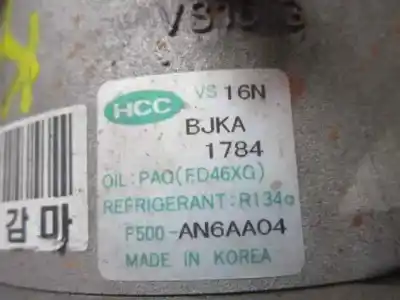 HCC VS 16N
BJKA
1784
OIL:PAG(FD46XG)
REFRIGERANT:R134a
F500-AN6AA04
MADE IN KOREA
감마